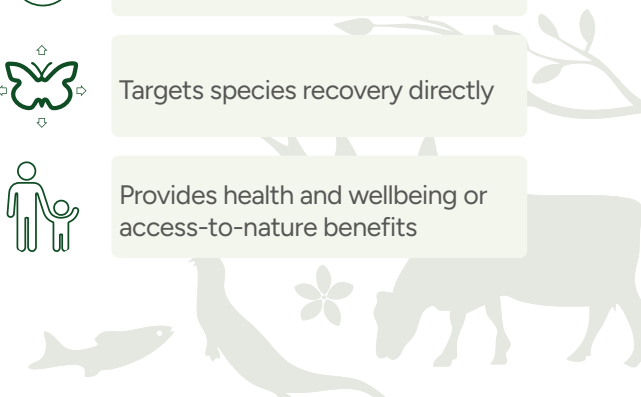 Targets species recovery directly
Provides health and wellbeing or
access-to-nature benefits